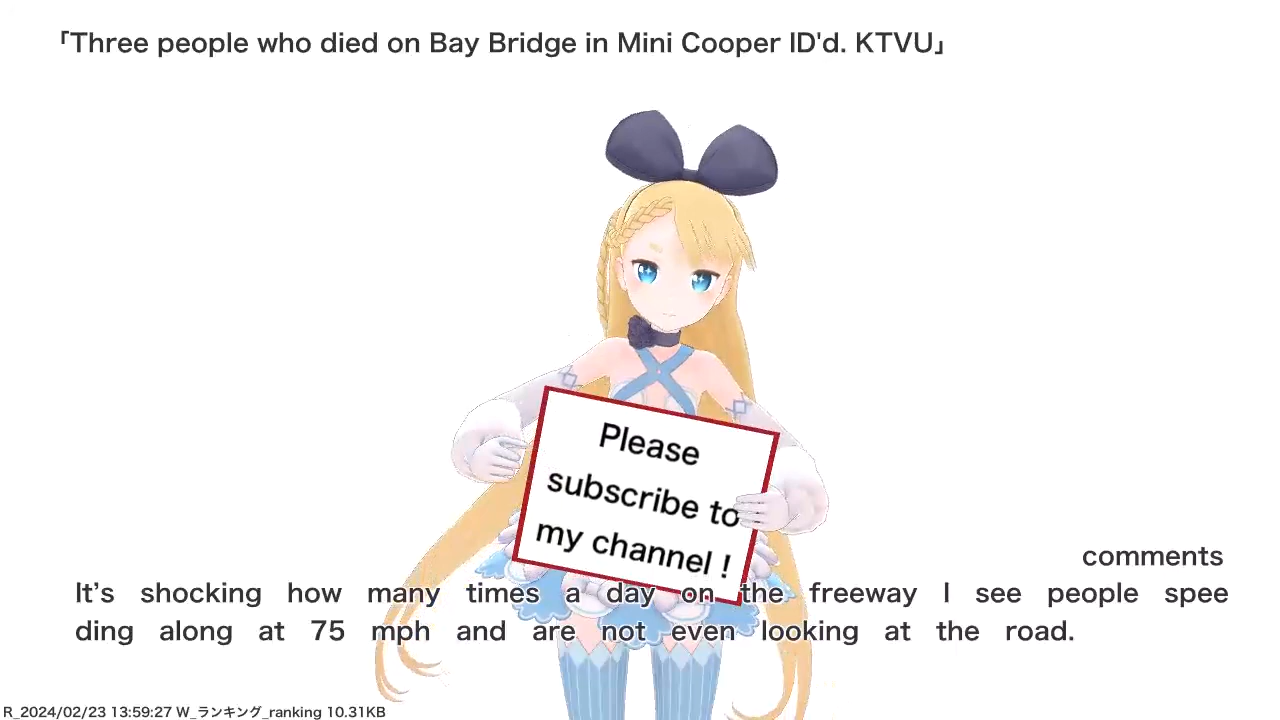 「Three people who died on Bay Bridge in Mini Cooper ID'd. KTVU」
Please
subscribe to
my channel !
comments
It's shocking how many times a day on the freeway I see people spee
ding along at 75 mph and are not even looking at the road.
R_2024/02/23 13:59:27 W_ランキング_ranking 10.31KB